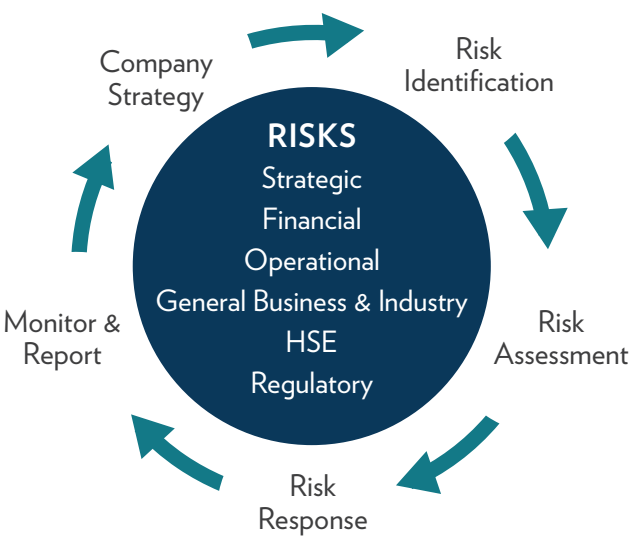 Company
Strategy
Risk
Identification
RISKS
Strategic
Financial
Operational
General Business & Industry
HSE
Regulatory
Monitor &
Report
Risk
Assessment
Risk
Response